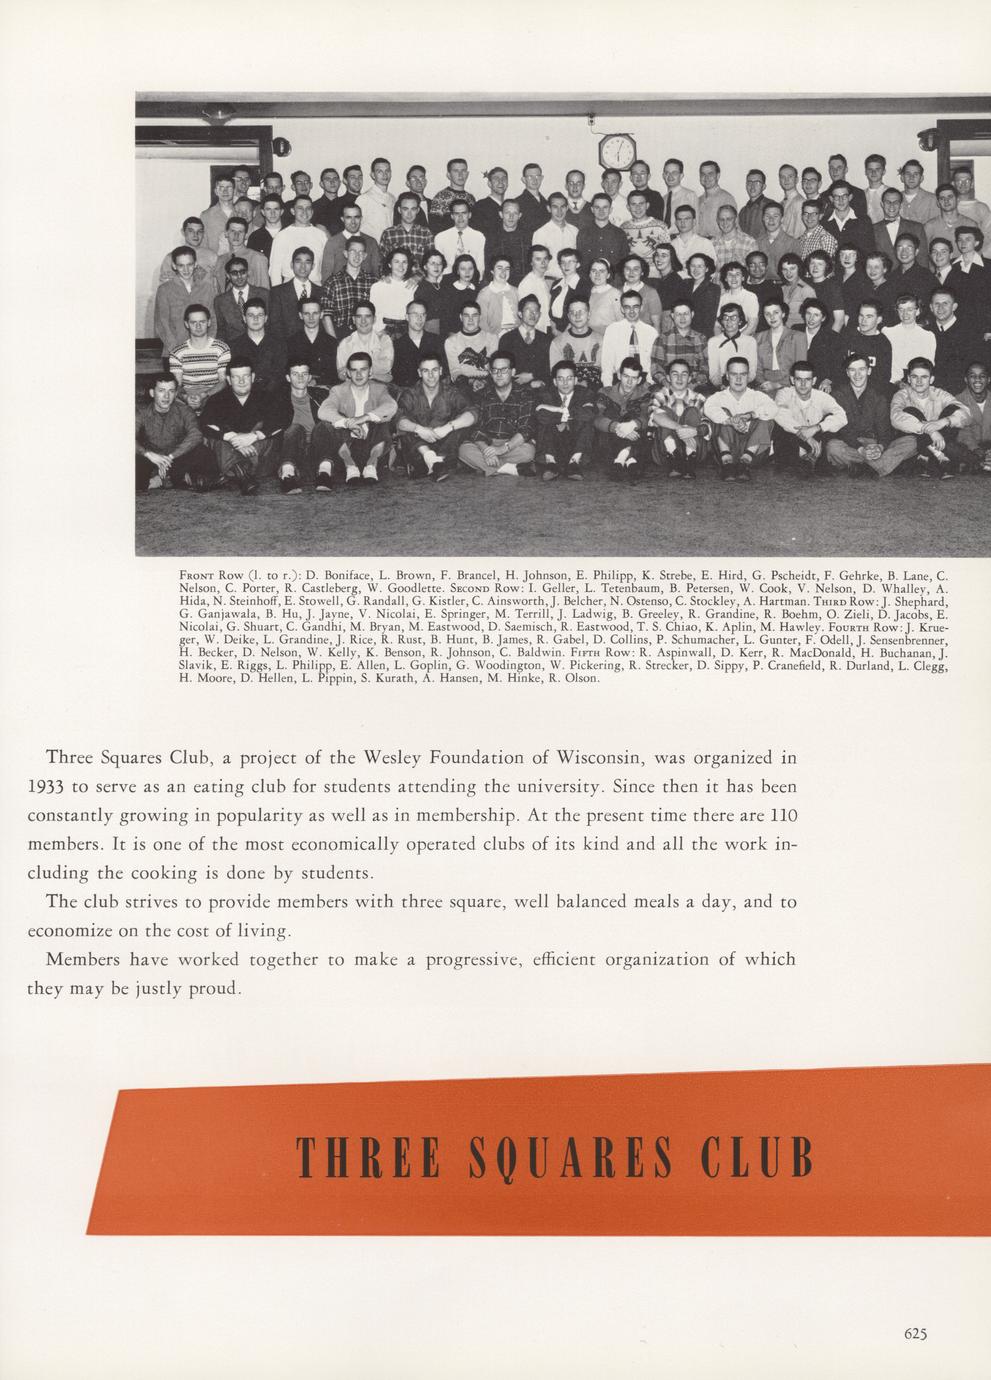 FRONT ROW (l. to r.): D. Boniface, L. Brown, F. Brancel, H. Johnson, E. Philipp, K. Strebe, E. Hird, G. Pscheidt, F. Gehrke, B. Lane, C.
Nelson, C. Porter, R. Castleberg, W. Goodlette. SECOND ROW: I. Geller, L. Tetenbaum, B. Petersen, W. Cook, V. Nelson, D. Whalley, A.
Hida, N. Steinhoff, E. Stowell, G. Randall, G. Kistler, C. Ainsworth, J. Belcher, N. Ostenso, C. Stockley, A. Hartman. THIRD ROW: J. Shephard,
G. Ganjawala, B. Hu, J. Jayne, V. Nicolai, E. Springer, M. Terrill, J. Ladwig, B. Greeley, R. Grandine, R. Boehm, O. Zieli, D. Jacobs, E.
Nicolai, G. Shuart, C. Gandhi, M. Bryan, M. Eastwood, D. Saemisch, R. Eastwood, T. S. Chiao, K. Aplin, M. Hawley. FOURTH ROW: J. Krue-
ger, W. Deike, L. Grandine, J. Rice, R. Rust, B. Hunt, B. James, R. Gabel, D. Collins, P. Schumacher, L. Gunter, F. Odell, J. Sensenbrenner,
H. Becker, D. Nelson, W. Kelly, K. Benson, R. Johnson, C. Baldwin. FIFTH ROW: R. Aspinwall, D. Kerr, R. MacDonald, H. Buchanan, J.
Slavik, E. Riggs, L. Philipp, E. Allen, L. Goplin, G. Woodington, W. Pickering, R. Strecker, D. Sippy, P. Cranefield, R. Durland, L. Clegg,
H. Moore, D. Hellen, L. Pippin, S. Kurath, A. Hansen, M. Hinke, R. Olson.
Three Squares Club, a project of the Wesley Foundation of Wisconsin, was organized in
1933 to serve as an eating club for students attending the university. Since then it has been
constantly growing in popularity as well as in membership. At the present time there are 110
members. It is one of the most economically operated clubs of its kind and all the work in-
cluding the cooking is done by students.
The club strives to provide members with three square, well balanced meals a day, and to
economize on the cost of living.
Members have worked together to make a progressive, efficient organization of which
they may be justly proud.
THREE SQUARES CLUB
625